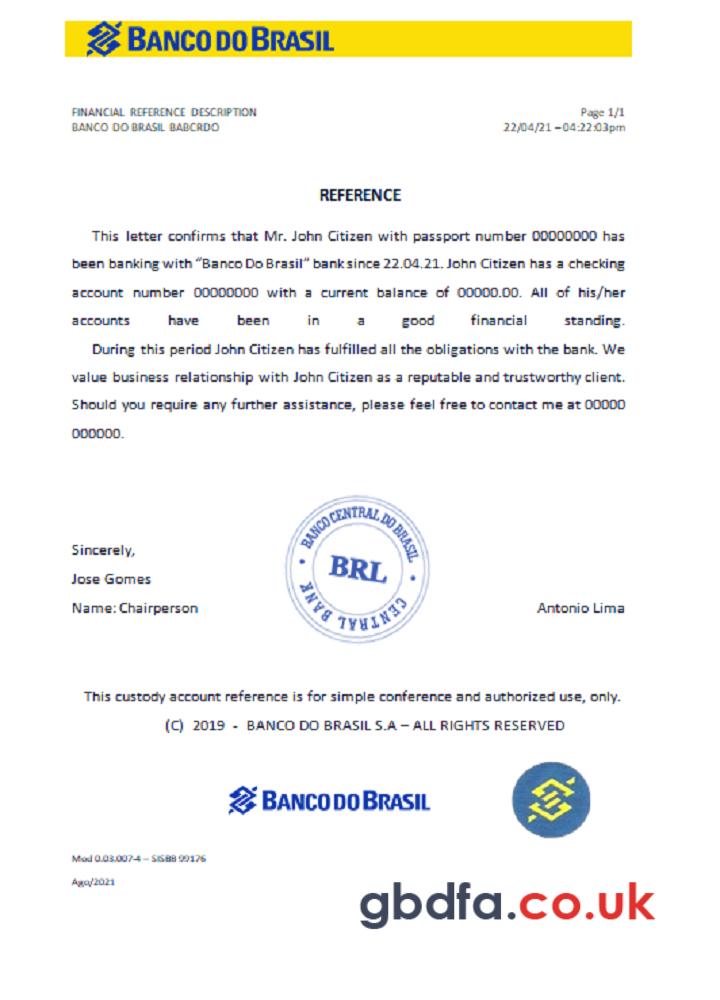 BANCO DO BRASIL
FINANCIAL REFERENCE DESCRIPTION
BANCO DO BRASIL BABCRDO
Page 1/1
22/04/21 – 04:22:03pm
REFERENCE
This letter confirms that Mr. John Citizen with passport number 00000000 has
been banking with “Banco Do Brasil” bank since 22.04.21. John Citizen has a checking
account number 00000000 with a current balance of 00000.00. All of his/her
accounts have been in a good financial standing.
During this period John Citizen has fulfilled all the obligations with the bank. We
value business relationship with John Citizen as a reputable and trustworthy client.
Should you require any further assistance, please feel free to contact me at 00000
000000.
Sincerely,
Jose Gomes
Name: Chairperson
BANCO CENTRAL DO BRASIL
BRL
CENTRAL BANK
Antonio Lima
This custody account reference is for simple conference and authorized use, only.
(C) 2019 - BANCO DO BRASIL S.A – ALL RIGHTS RESERVED
BANCO DO BRASIL
Mod 0.03.007-4 – SISBB 99176
Ago/2021
gbdfa.co.uk